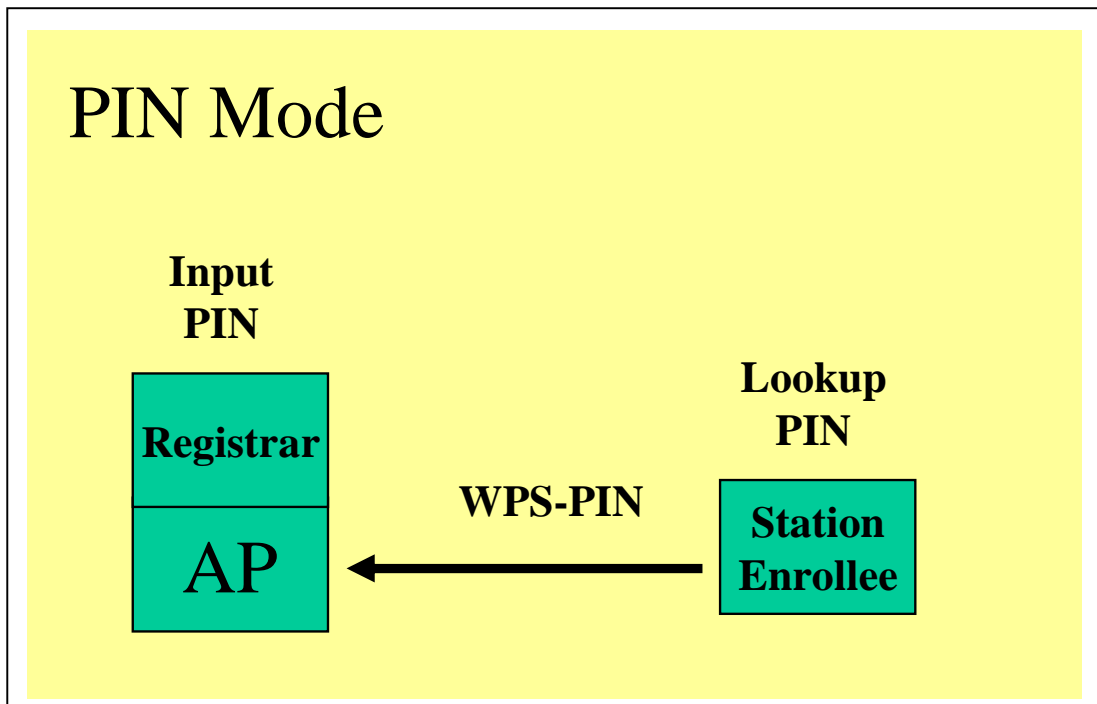 PIN Mode
Input
PIN
Registrar
AP
WPS-PIN
Lookup
PIN
Station
Enrollee